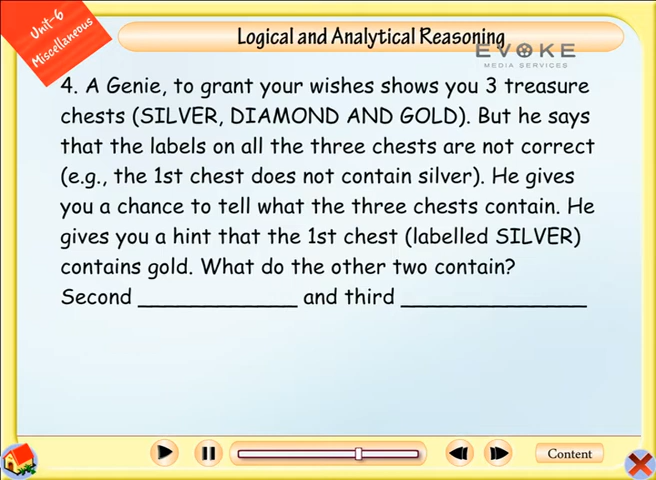 Unit-6
Miscellaneous
Logical and Analytical Reasoning
EVOKE
MEDIA SERVICES
4. A Genie, to grant your wishes shows you 3 treasure
chests (SILVER, DIAMOND AND GOLD). But he says
that the labels on all the three chests are not correct
(e.g., the 1st chest does not contain silver). He gives
you a chance to tell what the three chests contain. He
gives you a hint that the 1st chest (labelled SILVER)
contains gold. What do the other two contain?
Second ____________ and third ______________
Content